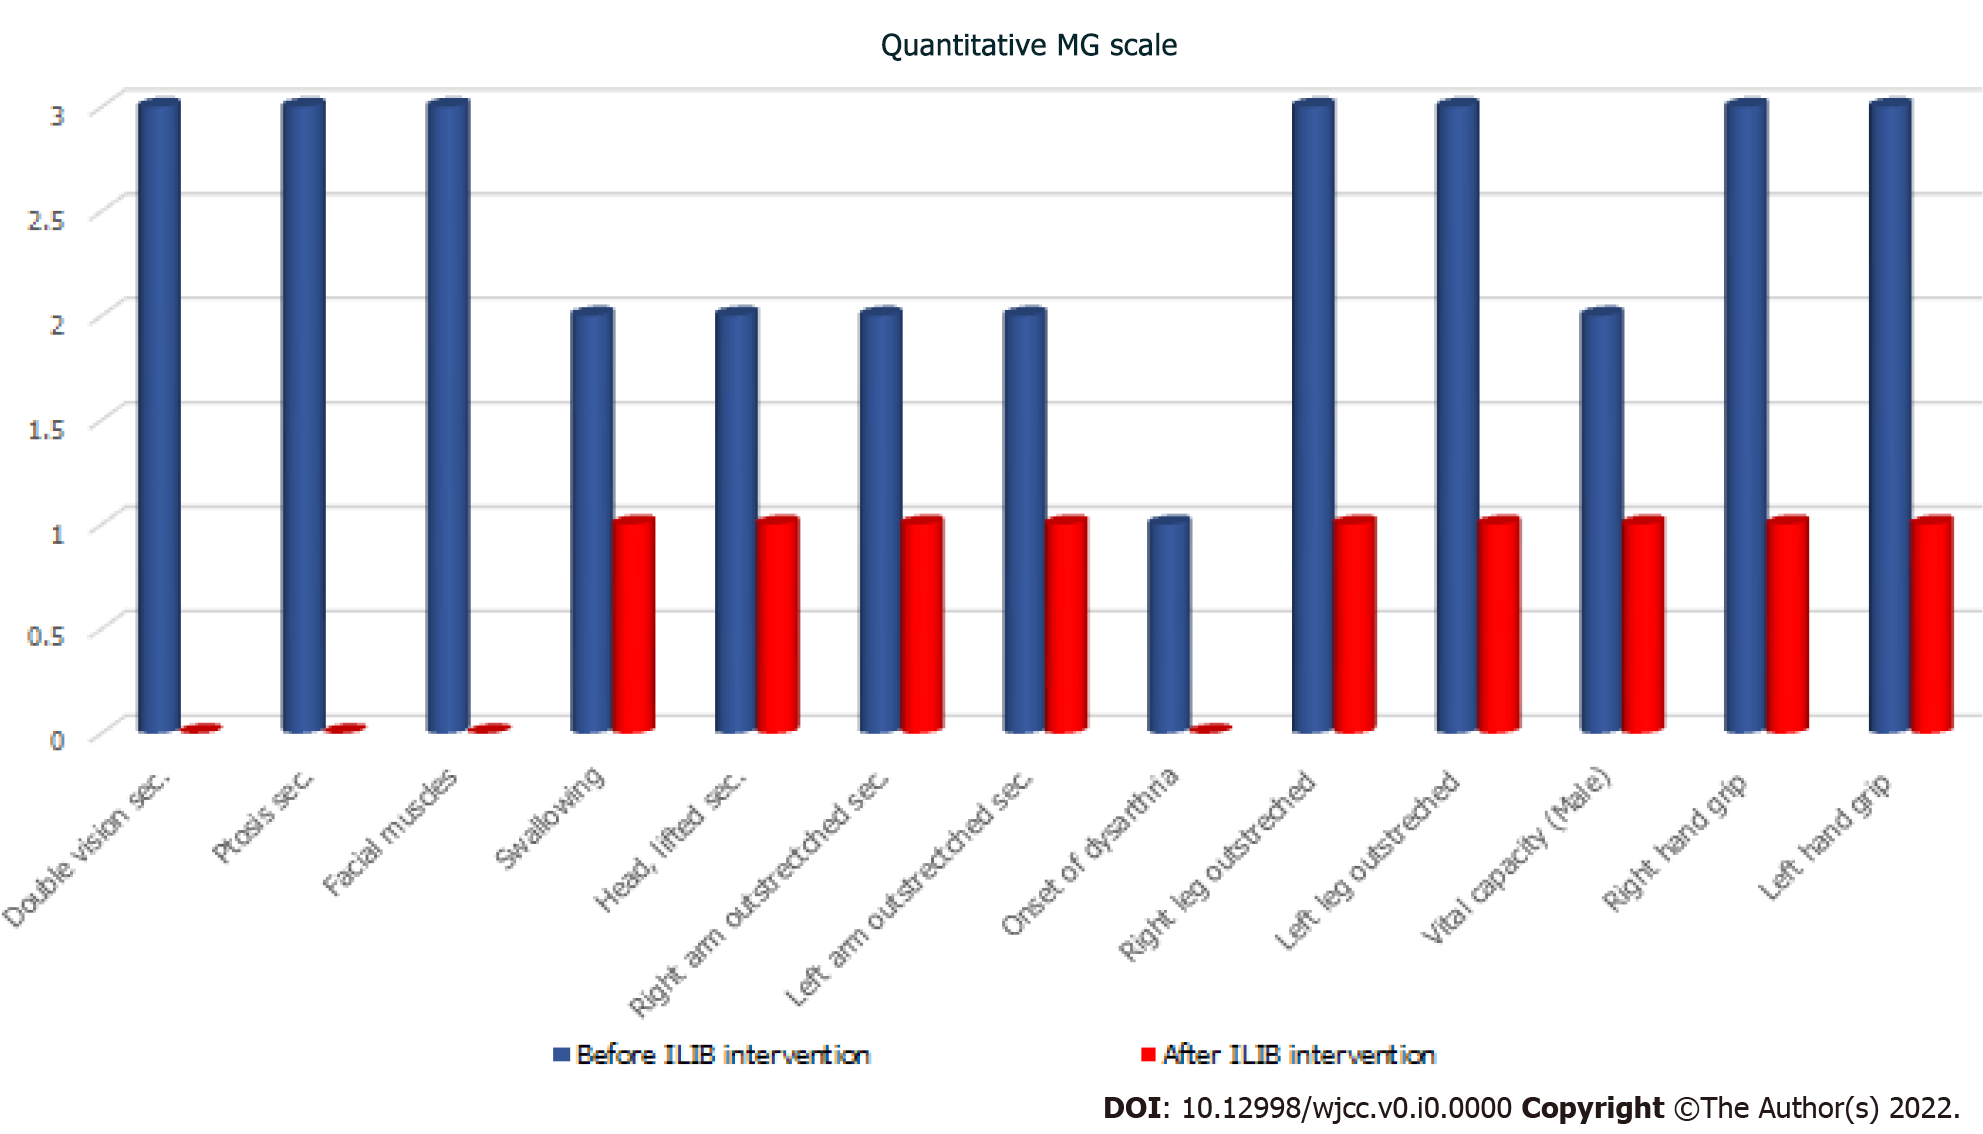 Quantitative MG scale
3
2.5
2
1.5
1
0.5
0
Double vision sec.
Ptosis sec.
Facial muscles
Swallowing
Head, lifted sec.
Right arm outstrectched sec.
Left arm outstrectched sec.
Onset of dysarthria
Right leg outstreched
Left leg outstreched
Vital capacity (Male)
Right hand grip
Left hand grip
Before ILIB intervention
After ILIB intervention
DOI: 10.12998/wjcc.v0.i0.0000 Copyright ©The Author(s) 2022.